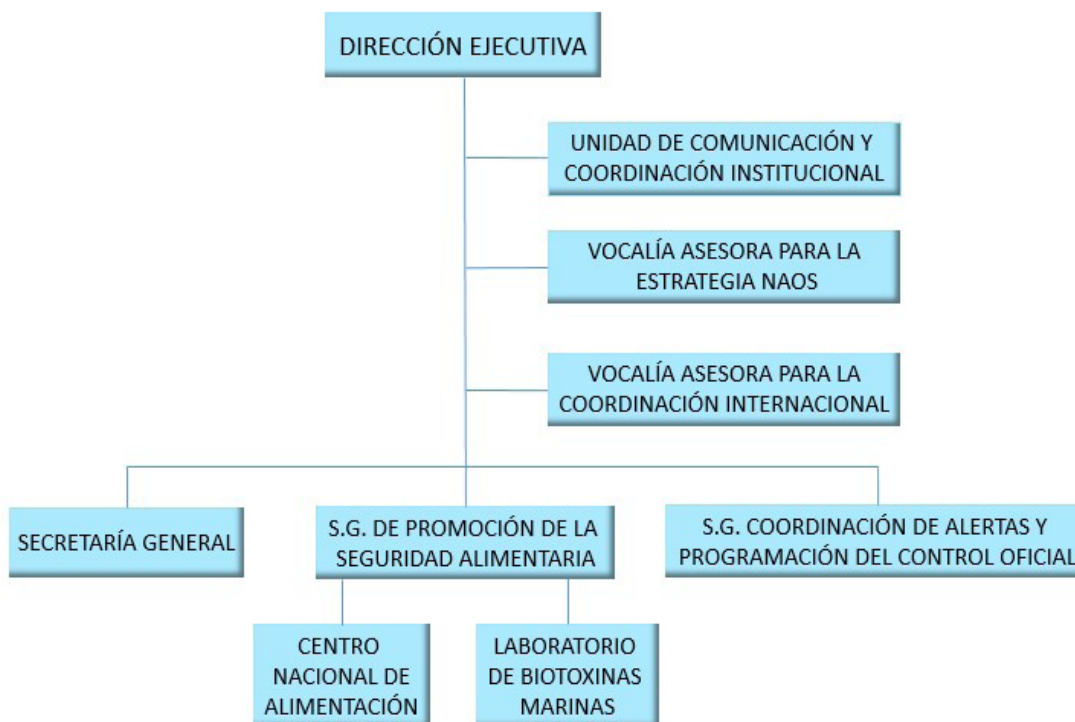 DIRECCIÓN EJECUTIVA
UNIDAD DE COMUNICACIÓN Y
COORDINACIÓN INSTITUCIONAL
VOCALÍA ASESORA PARA LA
ESTRATEGIA NAOS
VOCALÍA ASESORA PARA LA
COORDINACIÓN INTERNACIONAL
SECRETARÍA GENERAL
S.G. DE PROMOCIÓN DE LA
SEGURIDAD ALIMENTARIA
S.G. COORDINACIÓN DE ALERTAS Y
PROGRAMACIÓN DEL CONTROL OFICIAL
CENTRO
NACIONAL DE
ALIMENTACIÓN
LABORATORIO
DE BIOTOXINAS
MARINAS